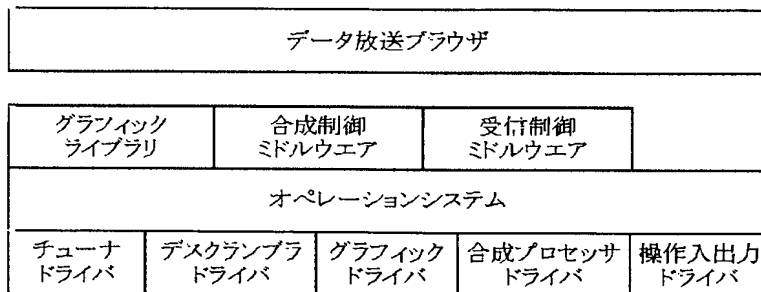 データ放送ブラウザ
グラフィック 合成制御 受信制御
ライブラリ ミドルウエア ミドルウエア
オペレーションシステム
チューナ デスクランブラ グラフィック 合成プロセッサ 操作入出力
ドライバ ドライバ ドライバ ドライバ ドライバ